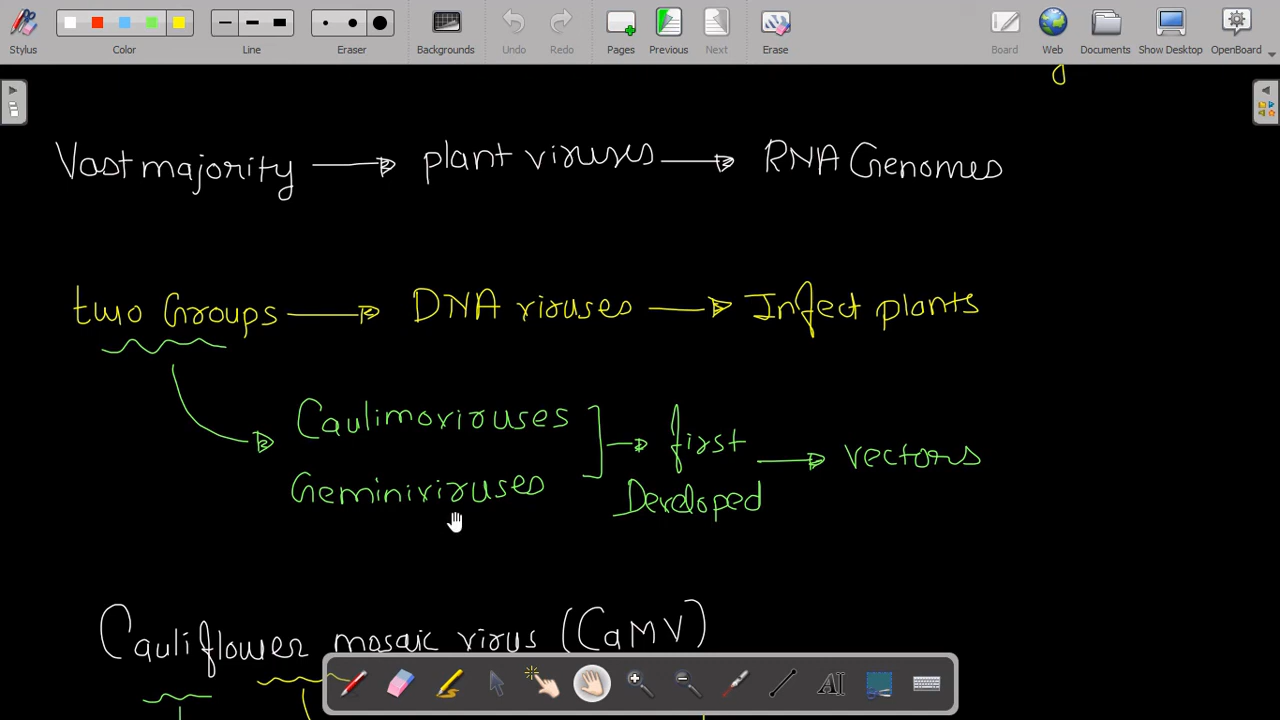 Stylus Color Line Eraser Backgrounds Undo Redo Pages Previous Next Erase Board Web Documents Show Desktop OpenBoard
Vast majority plant viruses RNA Genomes
two Groups DNA viruses Infect plants
Caulimoviruses
first vectors
Geminiviruses
Developed
Cauliflower mosaic virus (CaMV)